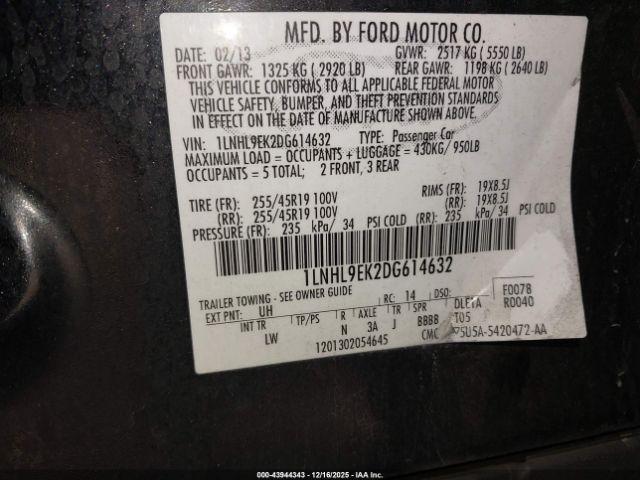 MFD. BY FORD MOTOR CO.
DATE: 02/13 GVWR: 2517 KG ( 5550 LB)
FRONT GAWR: 1325 KG ( 2920 LB) REAR GAWR: 1198 KG ( 2640 LB)
THIS VEHICLE CONFORMS TO ALL APPLICABLE FEDERAL MOTOR
VEHICLE SAFETY, BUMPER, AND THEFT PREVENTION STANDARDS
IN EFFECT ON THE DATE OF MANUFACTURE SHOWN ABOVE.
VIN: 1LNHL9EK2DG614632 TYPE: Passenger Car
MAXIMUM LOAD = OCCUPANTS + LUGGAGE = 430KG/ 950LB
OCCUPANTS = 5 TOTAL; 2 FRONT, 3 REAR
TIRE (FR): 255/45R19 100V RIMS (FR): 19X8.5J
(RR): 255/45R19 100V (RR): 19X8.5J
PRESSURE (FR): 235 kPa/ 34 PSI COLD (RR): 235 kPa/ 34 PSI COLD
1LNHL9EK2DG614632
TRAILER TOWING - SEE OWNER GUIDE RC: 14 DSO: F0078
EXT PNT: UH R AXLE TR SPR DLETA R0040
INT TR TP/PS N 3A J BBBB T05
LW 1201302054645 CMC 5U5A-5420472-AA
000-43944343 | 12/16/2025 - IAA Inc.